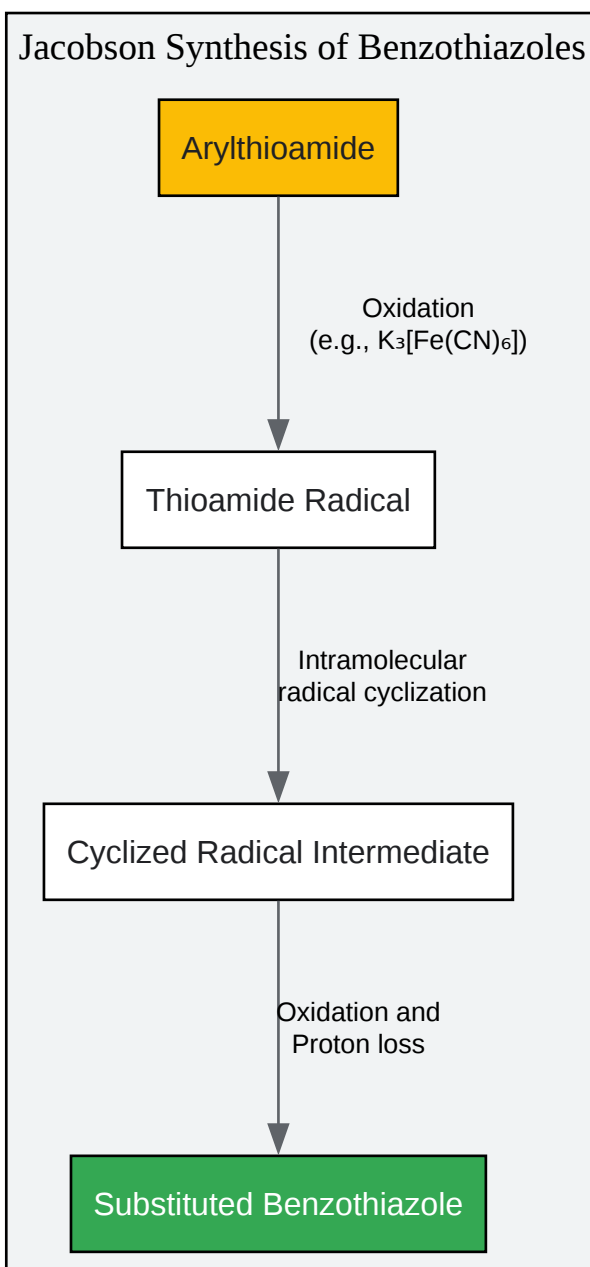 Jacobson Synthesis of Benzothiazoles
Arylthioamide
Oxidation
(e.g., K₃[Fe(CN)₆])
Thioamide Radical
Intramolecular
radical cyclization
Cyclized Radical Intermediate
Oxidation and
Proton loss
Substituted Benzothiazole